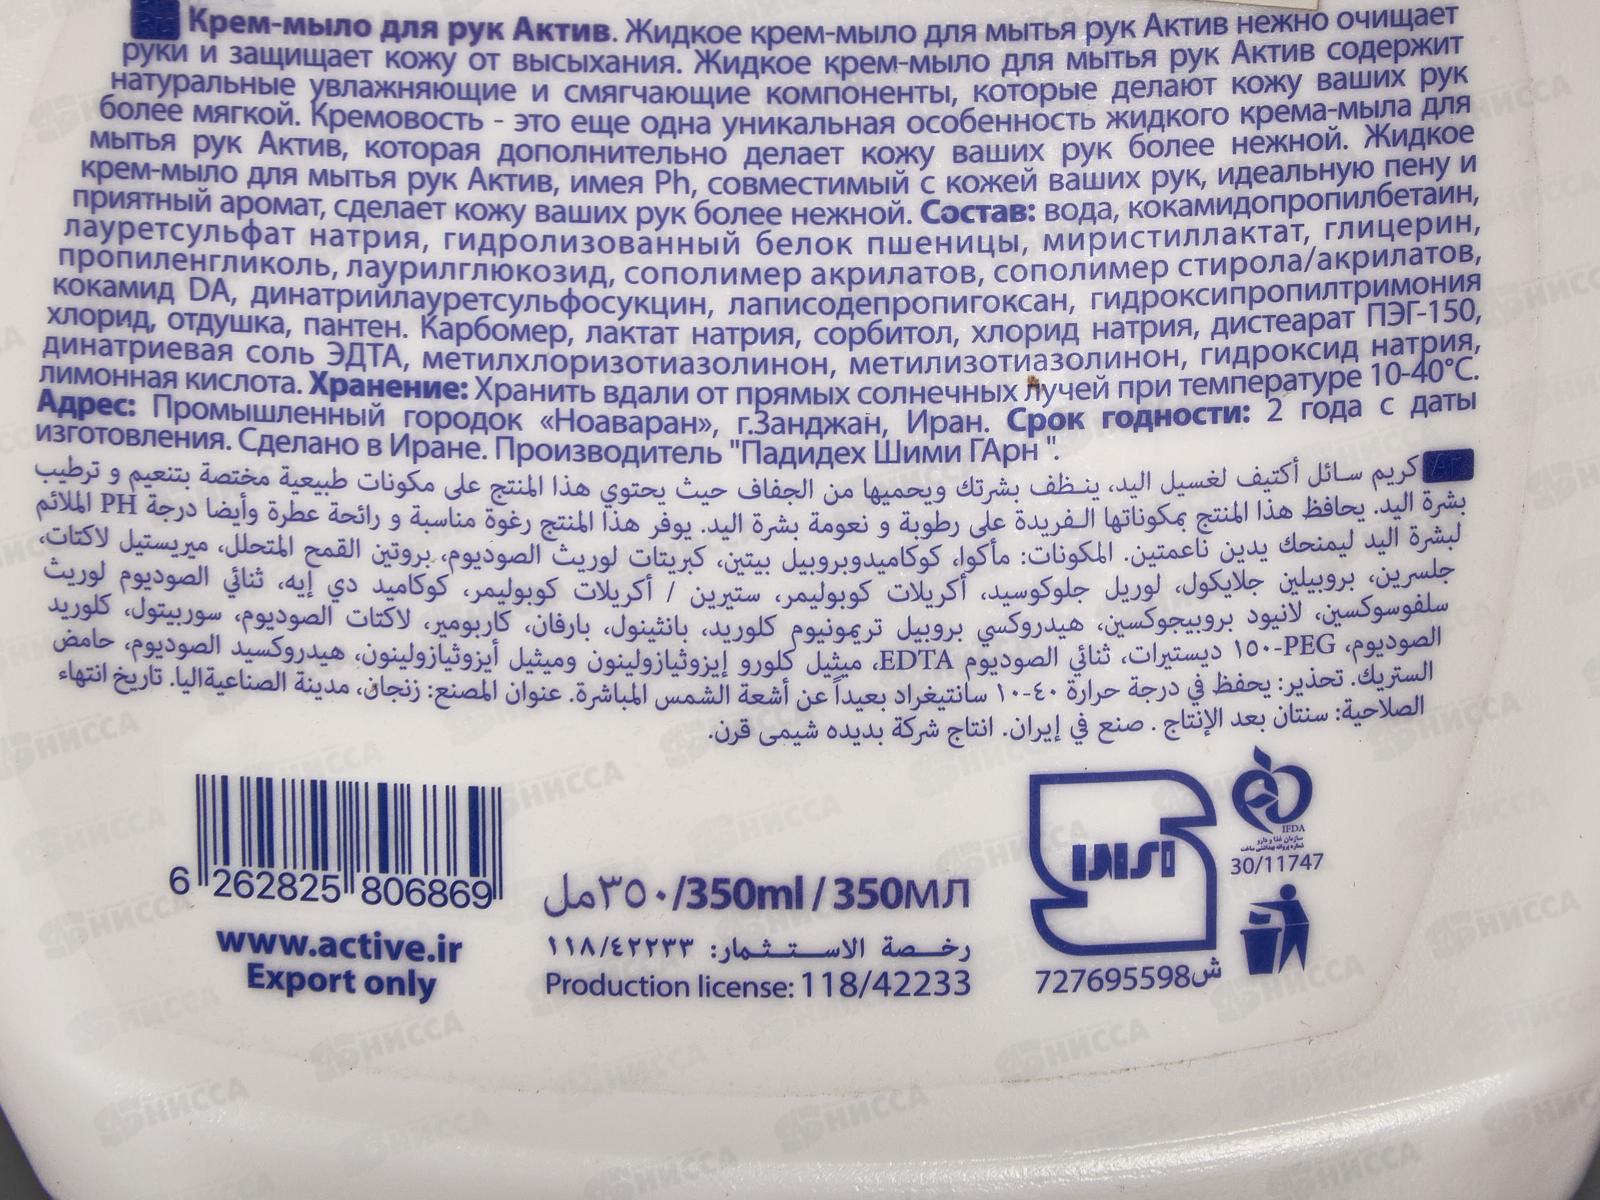 Крем-мыло для рук Актив. Жидкое крем-мыло для мытья рук Актив нежно очищает
руки и защищает кожу от высыхания. Жидкое крем-мыло для мытья рук Актив содержит
натуральные увлажняющие и смягчающие компоненты, которые делают кожу ваших рук
более мягкой. Кремовость - это еще одна уникальная особенность жидкого крема-мыла для
мытья рук Актив, которая дополнительно делает кожу ваших рук более нежной. Жидкое
крем-мыло для мытья рук Актив, имея Ph, совместимый с кожей ваших рук, идеальную пену и
приятный аромат, сделает кожу ваших рук более нежной. Состав: вода, кокамидопропилбетаин,
лауретсульфат натрия, гидролизованный белок пшеницы, миристиллактат, глицерин,
пропиленгликоль, лаурилглюкозид, сополимер акрилатов, сополимер стирола/акрилатов,
кокамид DA, динатрийлауретсульфосукцин, лаписодепропигоксан, гидроксипропилтримония
хлорид, отдушка, пантен. Карбомер, лактат натрия, сорбитол, хлорид натрия, дистеарат ПЭГ-150,
динатриевая соль ЭДТА, метилхлоризотиазолинон, метилизотиазолинон, гидроксид натрия,
лимонная кислота. Хранение: Хранить вдали от прямых солнечных лучей при температуре 10-40°C.
Адрес: Промышленный городок «Ноаваран», г.Занджан, Иран. Срок годности: 2 года с даты
изготовления. Сделано в Иране. Производитель "Падидех Шими ГАрн ".
كريم سائل أكتيف لغسيل اليد، ينظف بشرتك ويحميها من الجفاف حيث يحتوي هذا المنتج على مكونات طبيعية مختصة بتنعيم و ترطيب
بشرة اليد. يحافظ هذا المنتج بمكوناتها الفريدة على رطوبة و نعومة بشرة اليد. يوفر هذا المنتج رغوة مناسبة و رائحة عطرة وأيضا درجة PH الملائم
لبشرة اليد ليمنحك يدين ناعمتين. المكونات: مأكوا، كوكاميدوبروبيل بيتين، كبريتات لوريث الصوديوم، بروتين القمح المتحلل، ميريستيل لاكتات،
جلسرين، بروبيلين جلايكول، لوريل جلوكوسيد، أكريلات كوبوليمر، ستيرين / أكريلات كوبوليمر، كوكاميد دي إيه، ثنائي الصوديوم لوريث
سلفوسوكسين، لانيود بروبيجوكسين، هيدروكسي بروبيل تريمونيوم كلوريد، بانثينول، بارفان، كاربومير، لاكتات الصوديوم، سوربيتول، كلوريد
الصوديوم، PEG-١٥٠ ديستيرات، ثنائي الصوديوم EDTA، ميثيل كلورو إيزوثيازولينون وميثيل أيزوثيازولينون، هيدروكسيد الصوديوم، حامض
الستريك. تحذير: يحفظ في درجة حرارة ٤٠-١٠ سانتيغراد بعيداً عن أشعة الشمس المباشرة. عنوان المصنع: زنجان، مدينة الصناعيةاليا. تاريخ انتهاء
الصلاحية: سنتان بعد الإنتاج . صنع في إيران. انتاج شركة بديده شيمى قرن.
6 262825 806869
www.active.ir
Export only
٣٥٠مل/350ml/350МЛ
رخصة الاستثمار: ١١٨/٤٢٢٣٣
Production license: 118/42233
ش727695598
IFDA
سازمان غذا و دارو
شماره پروانه بهداشتی ساخت
30/11747
НИССА